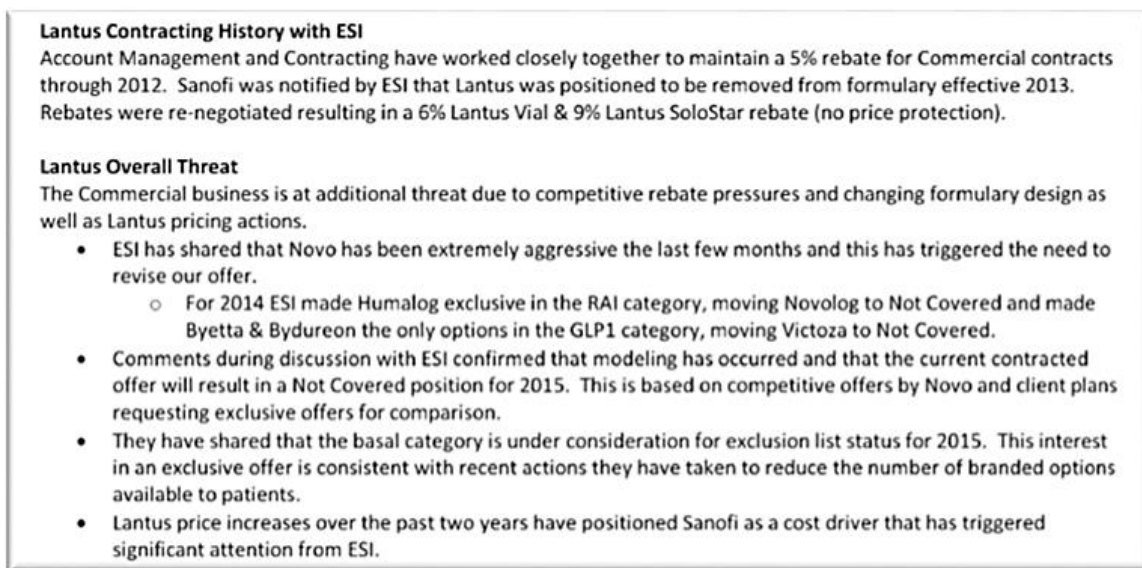 Lantus Contracting History with ESI
Account Management and Contracting have worked closely together to maintain a 5% rebate for Commercial contracts
through 2012.  Sanofi was notified by ESI that Lantus was positioned to be removed from formulary effective 2013.
Rebates were re-negotiated resulting in a 6% Lantus Vial & 9% Lantus SoloStar rebate (no price protection).

Lantus Overall Threat
The Commercial business is at additional threat due to competitive rebate pressures and changing formulary design as
well as Lantus pricing actions.
• ESI has shared that Novo has been extremely aggressive the last few months and this has triggered the need to
revise our offer.
○ For 2014 ESI made Humalog exclusive in the RAI category, moving Novolog to Not Covered and made
Byetta & Bydureon the only options in the GLP1 category, moving Victoza to Not Covered.
• Comments during discussion with ESI confirmed that modeling has occurred and that the current contracted
offer will result in a Not Covered position for 2015.  This is based on competitive offers by Novo and client plans
requesting exclusive offers for comparison.
• They have shared that the basal category is under consideration for exclusion list status for 2015.  This interest
in an exclusive offer is consistent with recent actions they have taken to reduce the number of branded options
available to patients.
• Lantus price increases over the past two years have positioned Sanofi as a cost driver that has triggered
significant attention from ESI.